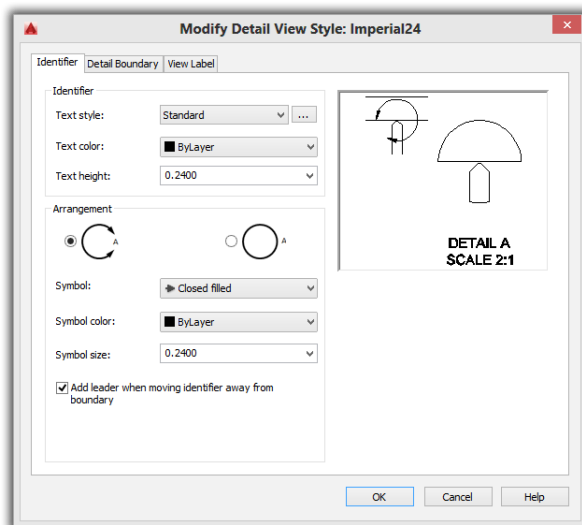 Modify Detail View Style: Imperial24
Identifier
Detail Boundary
View Label
Identifier
Text style:
Standard
...
Text color:
ByLayer
Text height:
0.2400
Arrangement
A
A
Symbol:
Closed filled
Symbol color:
ByLayer
Symbol size:
0.2400
Add leader when moving identifier away from
boundary
DETAIL A
SCALE 2:1
OK
Cancel
Help